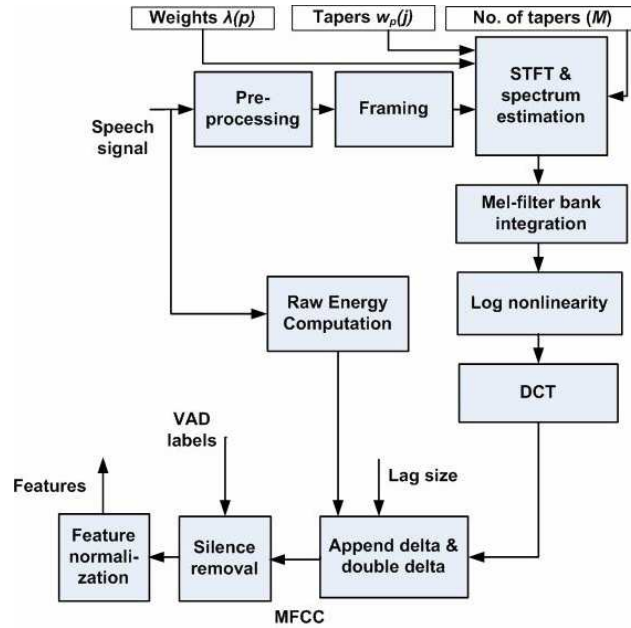 Weights λ(p)
Tapers wₚ(j)
No. of tapers (M)
Pre-
processing
Framing
STFT &
spectrum
estimation
Speech
signal
Mel-filter bank
integration
Raw Energy
Computation
Log nonlinearity
DCT
VAD
labels
Features
Lag size
Feature
normali-
zation
Silence
removal
Append delta &
double delta
MFCC